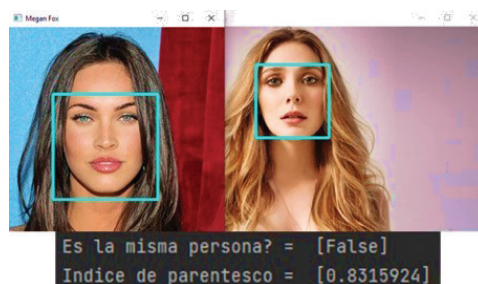 Megan Fox
Es la misma persona? =  [False]
Indice de parentesco =  [0.8315924]